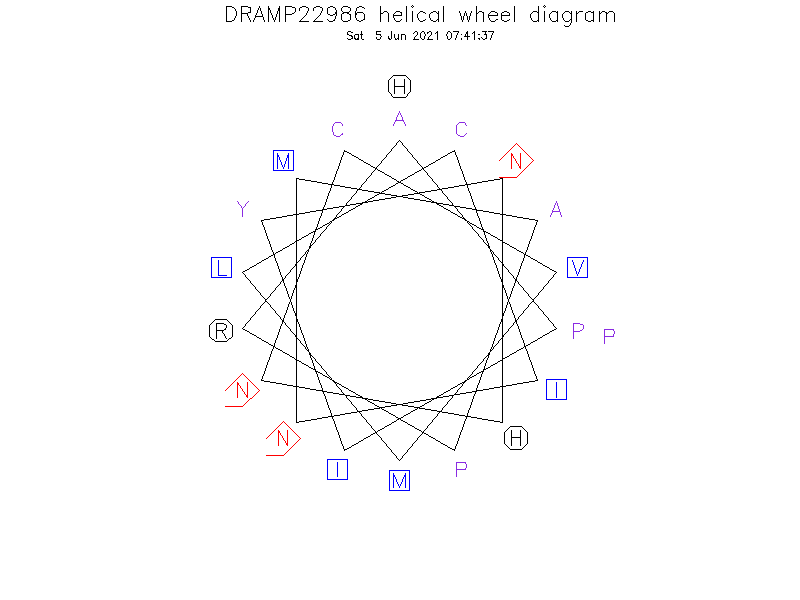 DRAMP22986 helical wheel diagram
Sat 5 Jun 2021 07:41:37
H
C A C
M N
Y A
L V
R P P
N I
N H
I M P